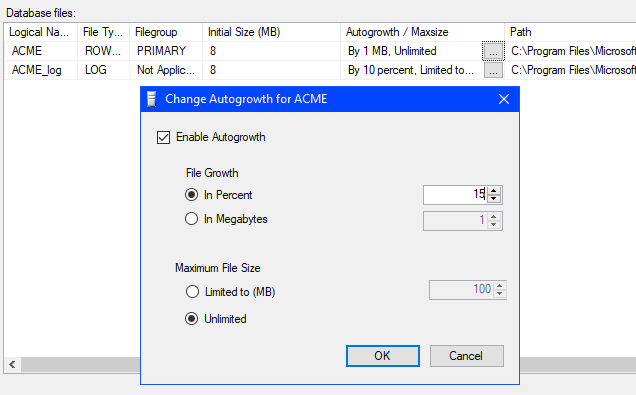 Database files:
Logical Na... File Ty... Filegroup Initial Size (MB) Autogrowth / Maxsize Path
ACME ROW... PRIMARY 8 By 1 MB, Unlimited ... C:\Program Files\Microsoft
ACME_log LOG Not Applic... 8 By 10 percent, Limited to... ... C:\Program Files\Microsoft
Change Autogrowth for ACME
Enable Autogrowth
File Growth
In Percent 15
In Megabytes 1
Maximum File Size
Limited to (MB) 100
Unlimited
OK Cancel